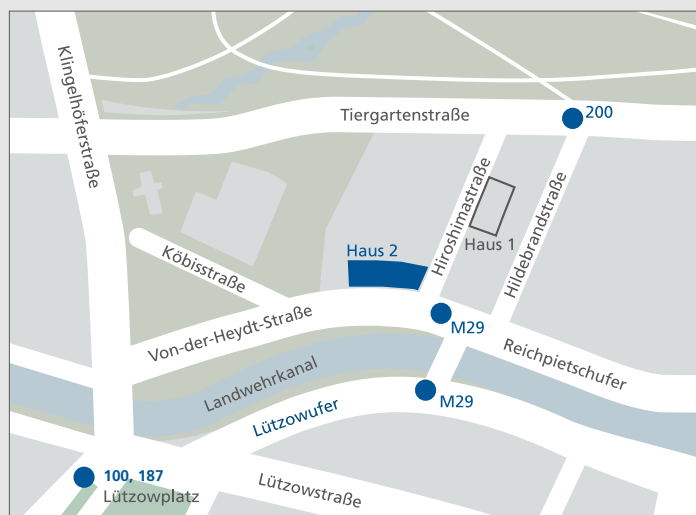 Klingelhöferstraße
Tiergartenstraße
200
Hiroshimastraße
Hildebrandstraße
Haus 1
Haus 2
Köbisstraße
Von-der-Heydt-Straße
M29
Reichpietschufer
Landwehrkanal
Lützowufer
M29
100, 187
Lützowplatz
Lützowstraße